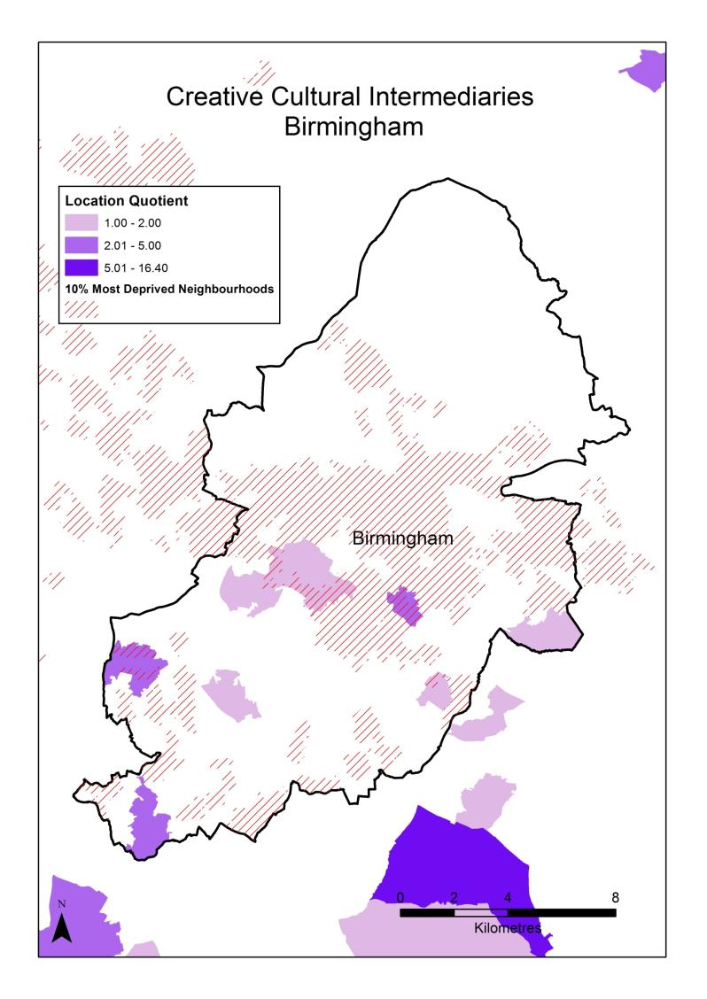 Creative Cultural Intermediaries
Birmingham
Location Quotient
1.00 - 2.00
2.01 - 5.00
5.01 - 16.40
10% Most Deprived Neighbourhoods
Birmingham
N
0 2 4 8
Kilometres